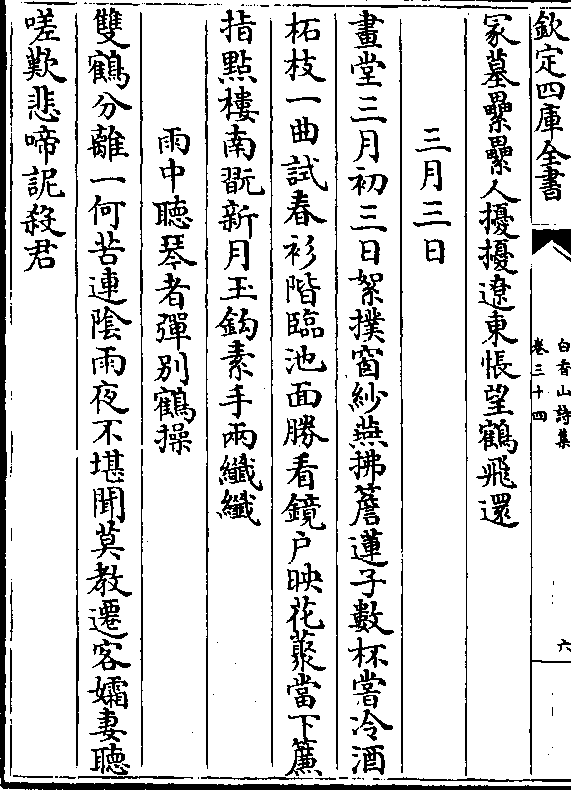 欽定四庫全書
白香山詩集
卷三十四
六
冢墓纍纍人擾擾遼東悵望鶴飛還
三月三日
畫堂三月初三日絮撲窗紗燕拂簷蓮子數杯嘗冷酒
柘枝一曲試春衫階臨池面勝看鏡户映花藂當下簾
指點樓南翫新月玉鈎素手兩纖纖
雨中聽琴者彈别鶴操
雙鶴分離一何苦連陰雨夜不堪聞莫教遷客孀妻聽
嗟歎悲啼詑殺君